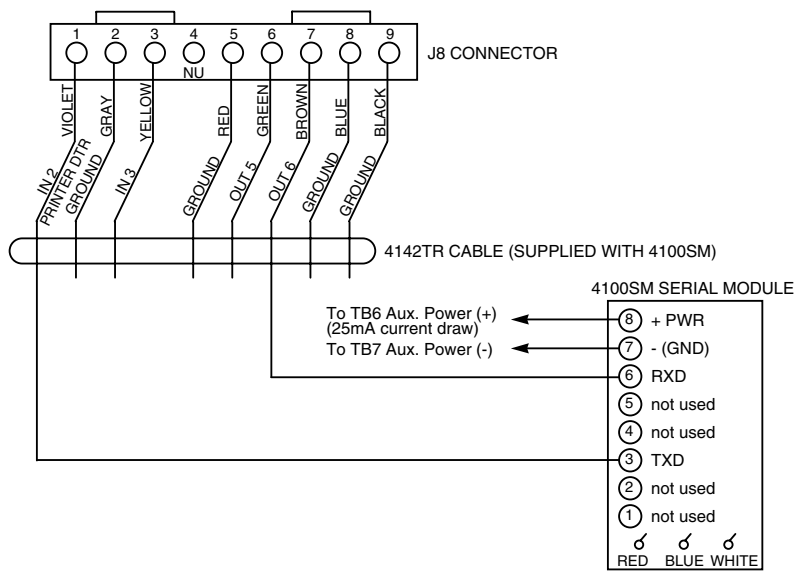 1 2 3 4 5 6 7 8 9
NU
J8 CONNECTOR
VIOLET GRAY YELLOW RED GREEN BROWN BLUE BLACK
IN 2
PRINTER DTR
GROUND
IN 3
GROUND
OUT 5
OUT 6
GROUND
GROUND
4142TR CABLE (SUPPLIED WITH 4100SM)
4100SM SERIAL MODULE
To TB6 Aux. Power (+)
(25mA current draw)
To TB7 Aux. Power (-)
8 + PWR
7 - (GND)
6 RXD
5 not used
4 not used
3 TXD
2 not used
1 not used
RED BLUE WHITE